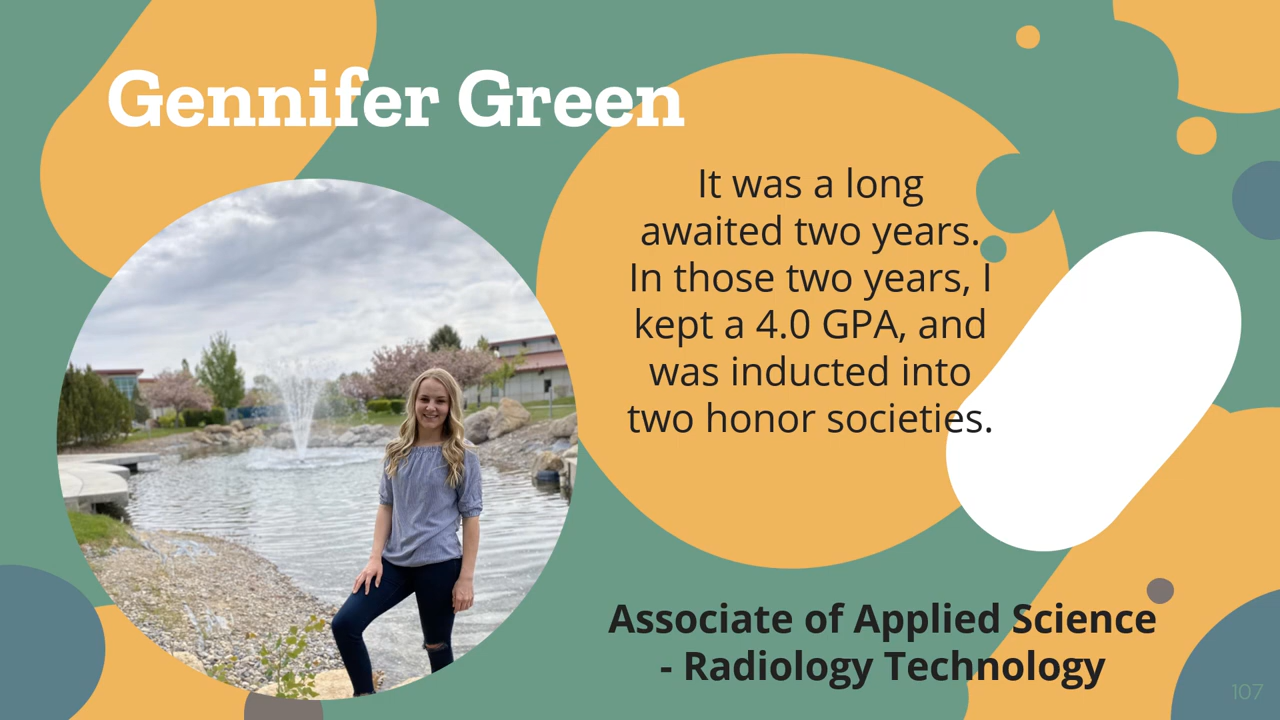 Gennifer Green
It was a long
awaited two years.
In those two years, I
kept a 4.0 GPA, and
was inducted into
two honor societies.
Associate of Applied Science
- Radiology Technology
107